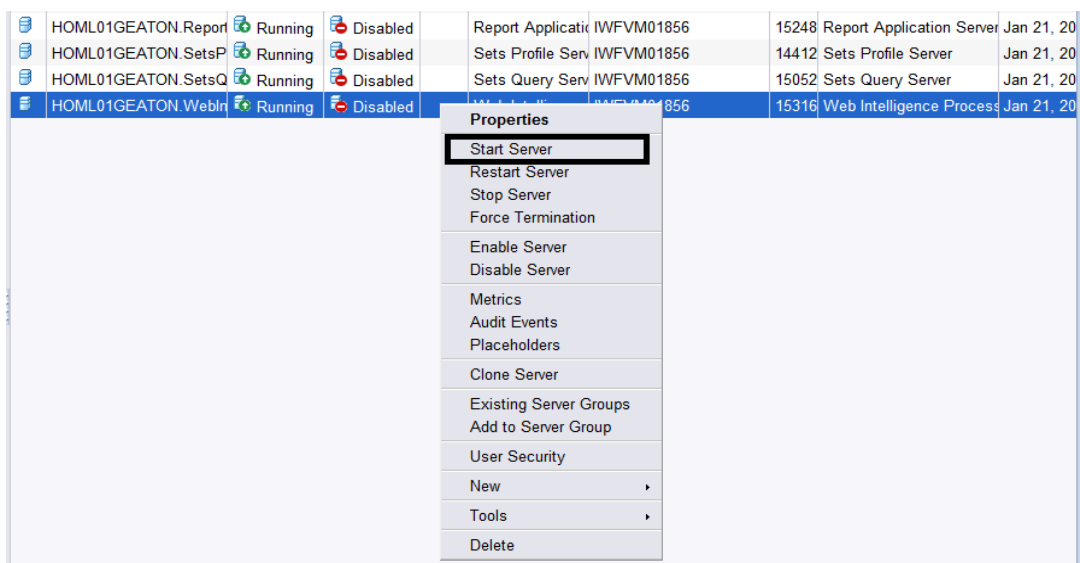 HOML01GEATON.Report Running Disabled Report Applicatio IWFVM01856 15248 Report Application Server Jan 21, 20
HOML01GEATON.SetsP Running Disabled Sets Profile Serv IWFVM01856 14412 Sets Profile Server Jan 21, 20
HOML01GEATON.SetsQ Running Disabled Sets Query Serv IWFVM01856 15052 Sets Query Server Jan 21, 20
HOML01GEATON.WebIn Running Disabled Web Intelligence IWFVM01856 15316 Web Intelligence Process Jan 21, 20
Properties
Start Server
Restart Server
Stop Server
Force Termination
Enable Server
Disable Server
Metrics
Audit Events
Placeholders
Clone Server
Existing Server Groups
Add to Server Group
User Security
New
Tools
Delete